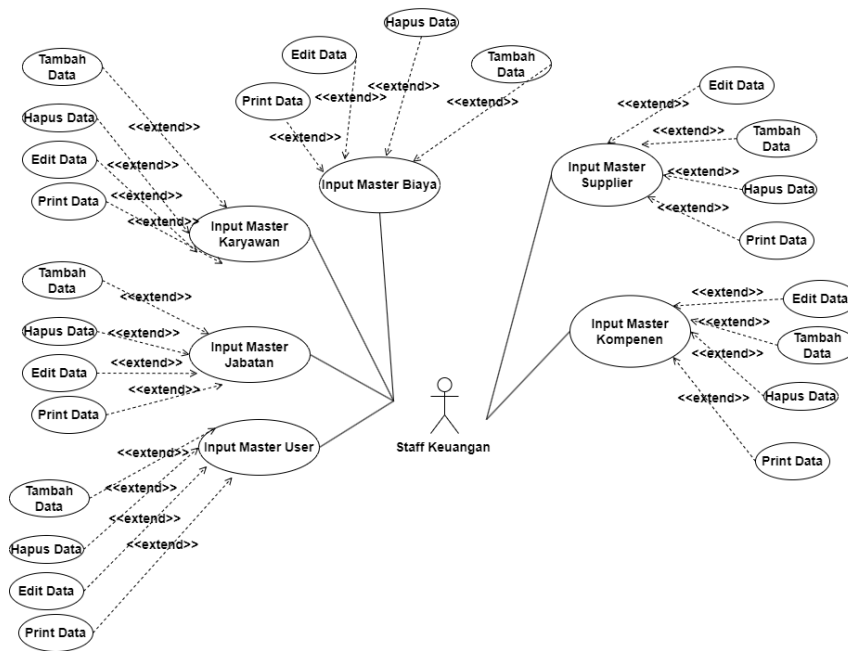 Tambah
Data
<<extend>>
Hapus Data
<<extend>>
Edit Data
<<extend>>
Print Data
<<extend>>
Input Master
Karyawan
Hapus Data
<<extend>>
Edit Data
<<extend>>
Tambah
Data
<<extend>>
Print Data
<<extend>>
Input Master Biaya
Edit Data
<<extend>>
Tambah
Data
<<extend>>
Hapus Data
<<extend>>
Print Data
<<extend>>
Input Master
Supplier
Tambah
Data
<<extend>>
Hapus Data
<<extend>>
Edit Data
<<extend>>
Print Data
<<extend>>
Input Master
Jabatan
Edit Data
<<extend>>
Tambah
Data
<<extend>>
Hapus Data
<<extend>>
Print Data
<<extend>>
Input Master
Kompenen
Staff Keuangan
Input Master User
Tambah
Data
<<extend>>
Hapus Data
<<extend>>
Edit Data
<<extend>>
Print Data
<<extend>>